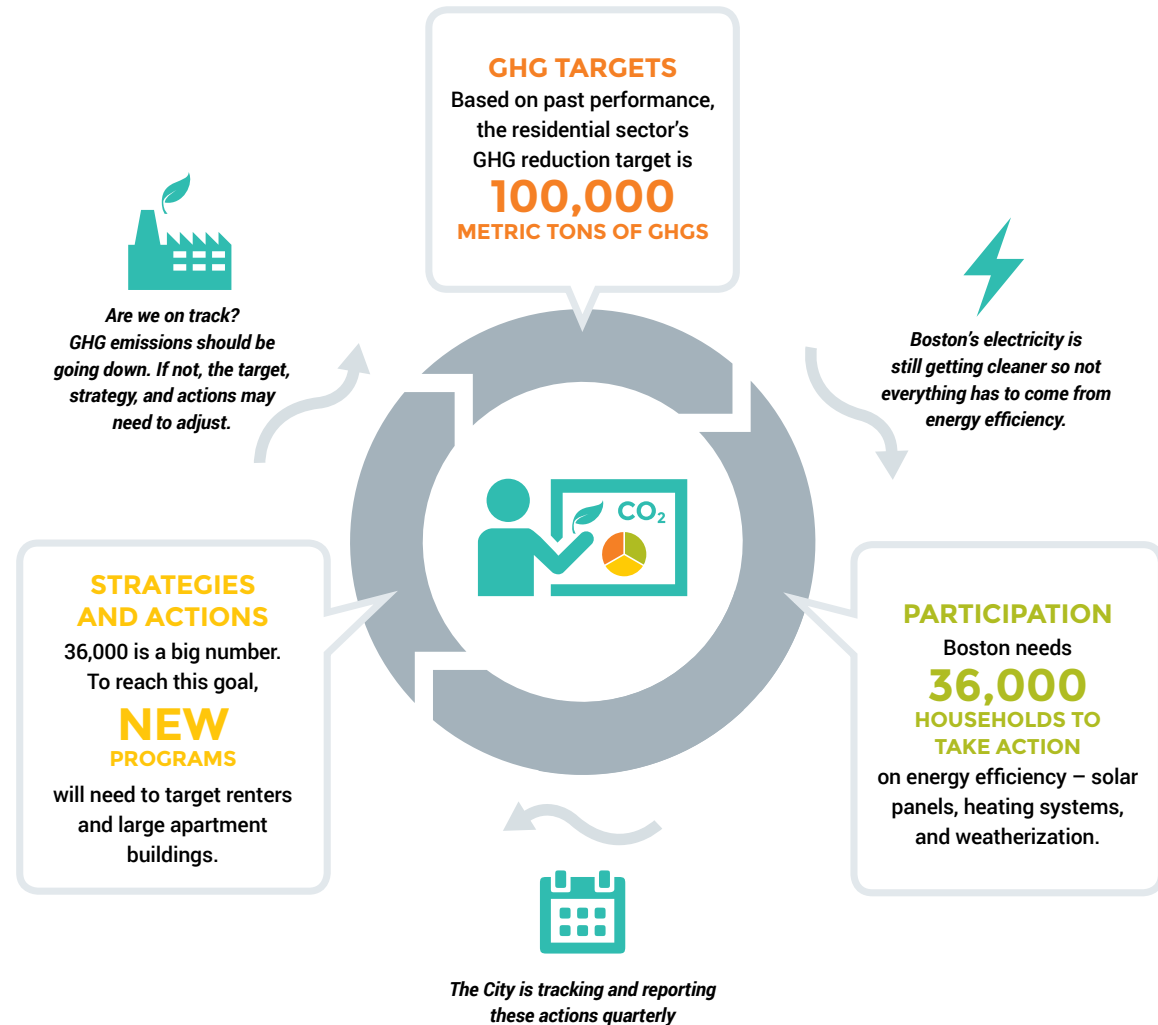 GHG TARGETS
Based on past performance,
the residential sector's
GHG reduction target is
100,000
METRIC TONS OF GHGS
Are we on track?
GHG emissions should be
going down. If not, the target,
strategy, and actions may
need to adjust.
Boston's electricity is
still getting cleaner so not
everything has to come from
energy efficiency.
CO₂
STRATEGIES
AND ACTIONS
36,000 is a big number.
To reach this goal,
NEW
PROGRAMS
will need to target renters
and large apartment
buildings.
PARTICIPATION
Boston needs
36,000
HOUSEHOLDS TO
TAKE ACTION
on energy efficiency – solar
panels, heating systems,
and weatherization.
The City is tracking and reporting
these actions quarterly